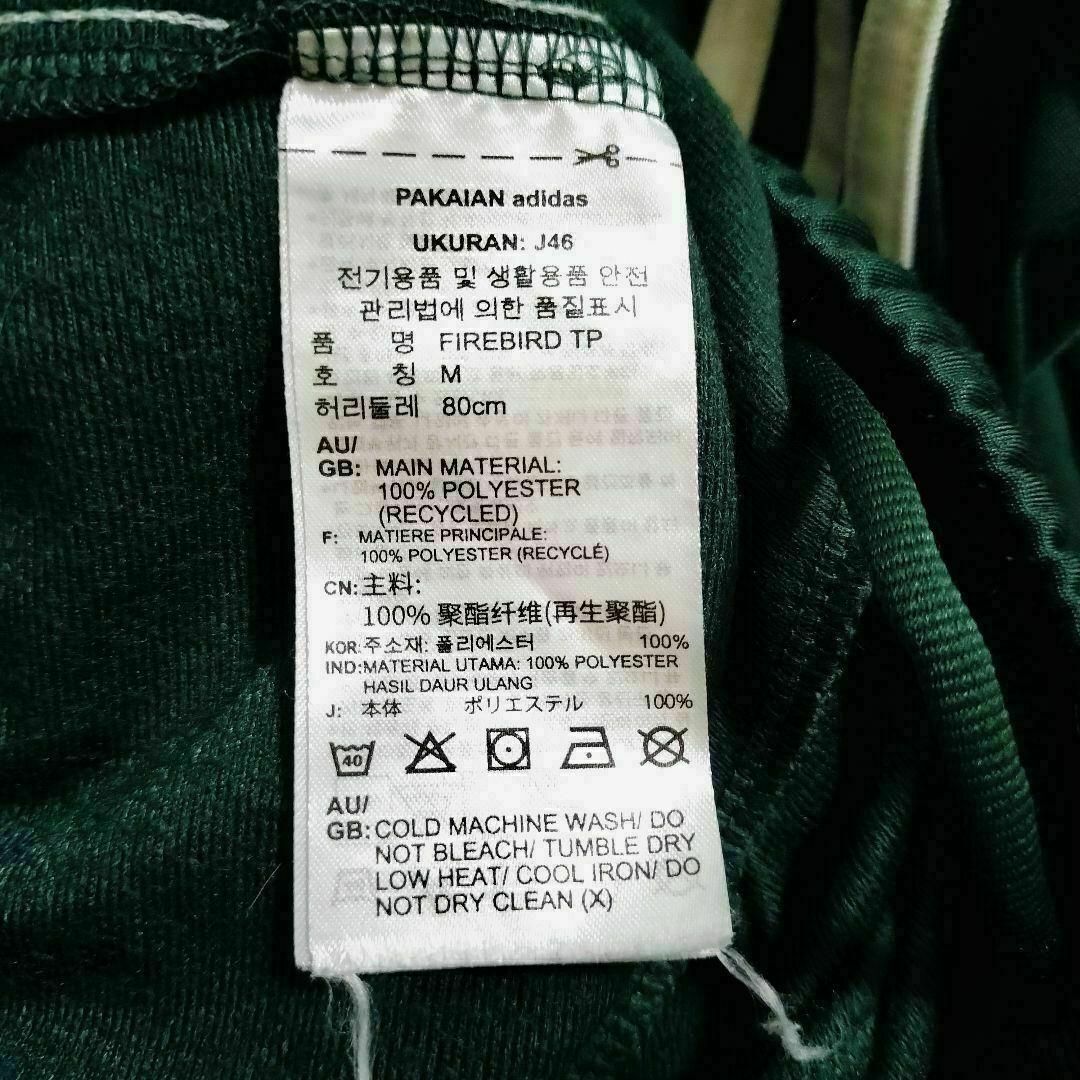 PAKAIAN adidas
UKURAN: J46
전기용품 및 생활용품 안전
관리법에 의한 품질표시
품 명 FIREBIRD TP
호 칭 M
허리둘레 80cm
AU/
GB: MAIN MATERIAL:
100% POLYESTER
(RECYCLED)
F: MATIERE PRINCIPALE:
100% POLYESTER (RECYCLÉ)
CN: 主料:
100% 聚酯纤维(再生聚酯)
KOR: 주소재: 폴리에스터 100%
IND: MATERIAL UTAMA: 100% POLYESTER
HASIL DAUR ULANG
J: 本体 ポリエステル 100%
40
AU/
GB: COLD MACHINE WASH/ DO
NOT BLEACH/ TUMBLE DRY
LOW HEAT/ COOL IRON/ DO
NOT DRY CLEAN (X)